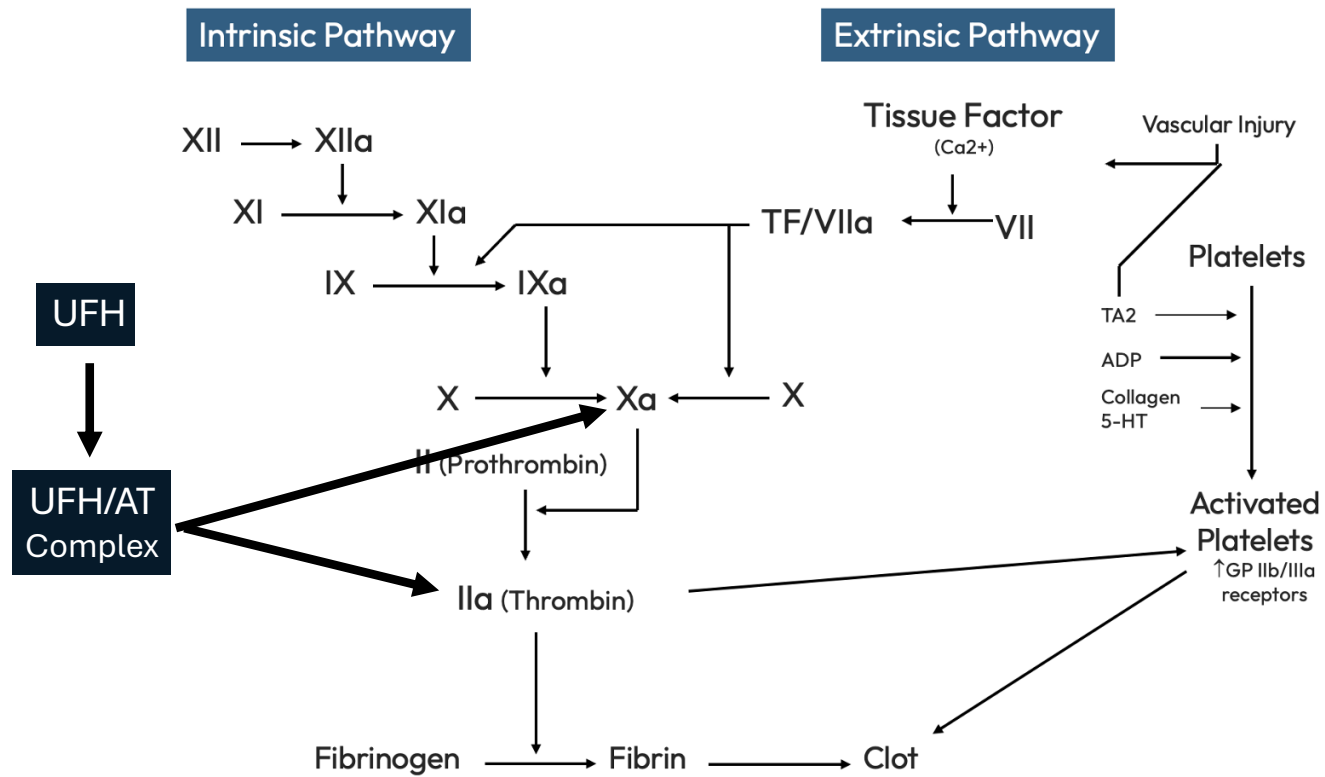 Intrinsic Pathway
Extrinsic Pathway
Tissue Factor
(Ca2+)
Vascular Injury
XII
XIIa
XI
XIa
TF/VIIa
VII
Platelets
IX
IXa
UFH
TA2
ADP
Collagen
5-HT
X
Xa
X
II (Prothrombin)
UFH/AT
Complex
Activated
Platelets
↑GP IIb/IIIa
receptors
IIa (Thrombin)
Fibrinogen
Fibrin
Clot